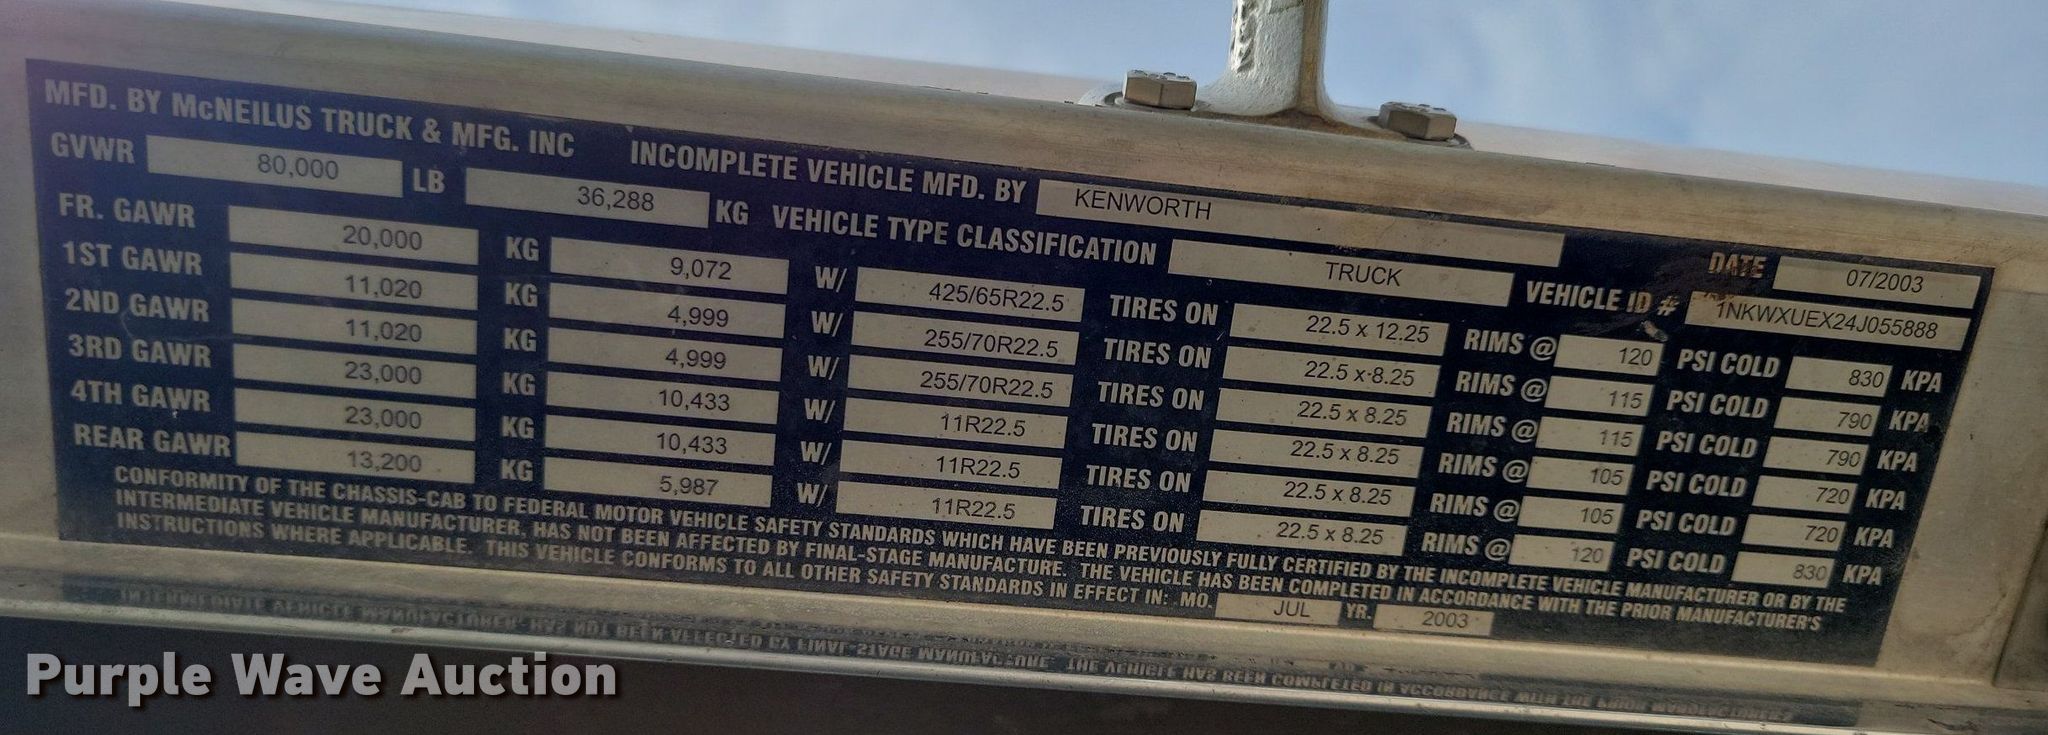 MFD. BY McNEILUS TRUCK & MFG. INC INCOMPLETE VEHICLE MFD. BY KENWORTH DATE 07/2003
GVWR 80,000 LB 36,288 KG VEHICLE TYPE CLASSIFICATION TRUCK VEHICLE ID # 1NKWXUEX24J055888
FR. GAWR 20,000 KG 9,072 W/ 425/65R22.5 TIRES ON 22.5 x 12.25 RIMS @ 120 PSI COLD 830 KPA
1ST GAWR 11,020 KG 4,999 W/ 255/70R22.5 TIRES ON 22.5 x 8.25 RIMS @ 115 PSI COLD 790 KPA
2ND GAWR 11,020 KG 4,999 W/ 255/70R22.5 TIRES ON 22.5 x 8.25 RIMS @ 115 PSI COLD 790 KPA
3RD GAWR 23,000 KG 10,433 W/ 11R22.5 TIRES ON 22.5 x 8.25 RIMS @ 105 PSI COLD 720 KPA
4TH GAWR 23,000 KG 10,433 W/ 11R22.5 TIRES ON 22.5 x 8.25 RIMS @ 105 PSI COLD 720 KPA
REAR GAWR 13,200 KG 5,987 W/ 11R22.5 TIRES ON 22.5 x 8.25 RIMS @ 120 PSI COLD 830 KPA
CONFORMITY OF THE CHASSIS-CAB TO FEDERAL MOTOR VEHICLE SAFETY STANDARDS WHICH HAVE BEEN PREVIOUSLY FULLY CERTIFIED BY THE INCOMPLETE VEHICLE MANUFACTURER OR BY THE
INTERMEDIATE VEHICLE MANUFACTURER, HAS NOT BEEN AFFECTED BY FINAL-STAGE MANUFACTURE. THE VEHICLE HAS BEEN COMPLETED IN ACCORDANCE WITH THE PRIOR MANUFACTURER'S
INSTRUCTIONS WHERE APPLICABLE. THIS VEHICLE CONFORMS TO ALL OTHER SAFETY STANDARDS IN EFFECT IN: MO. JUL YR. 2003
Purple Wave Auction